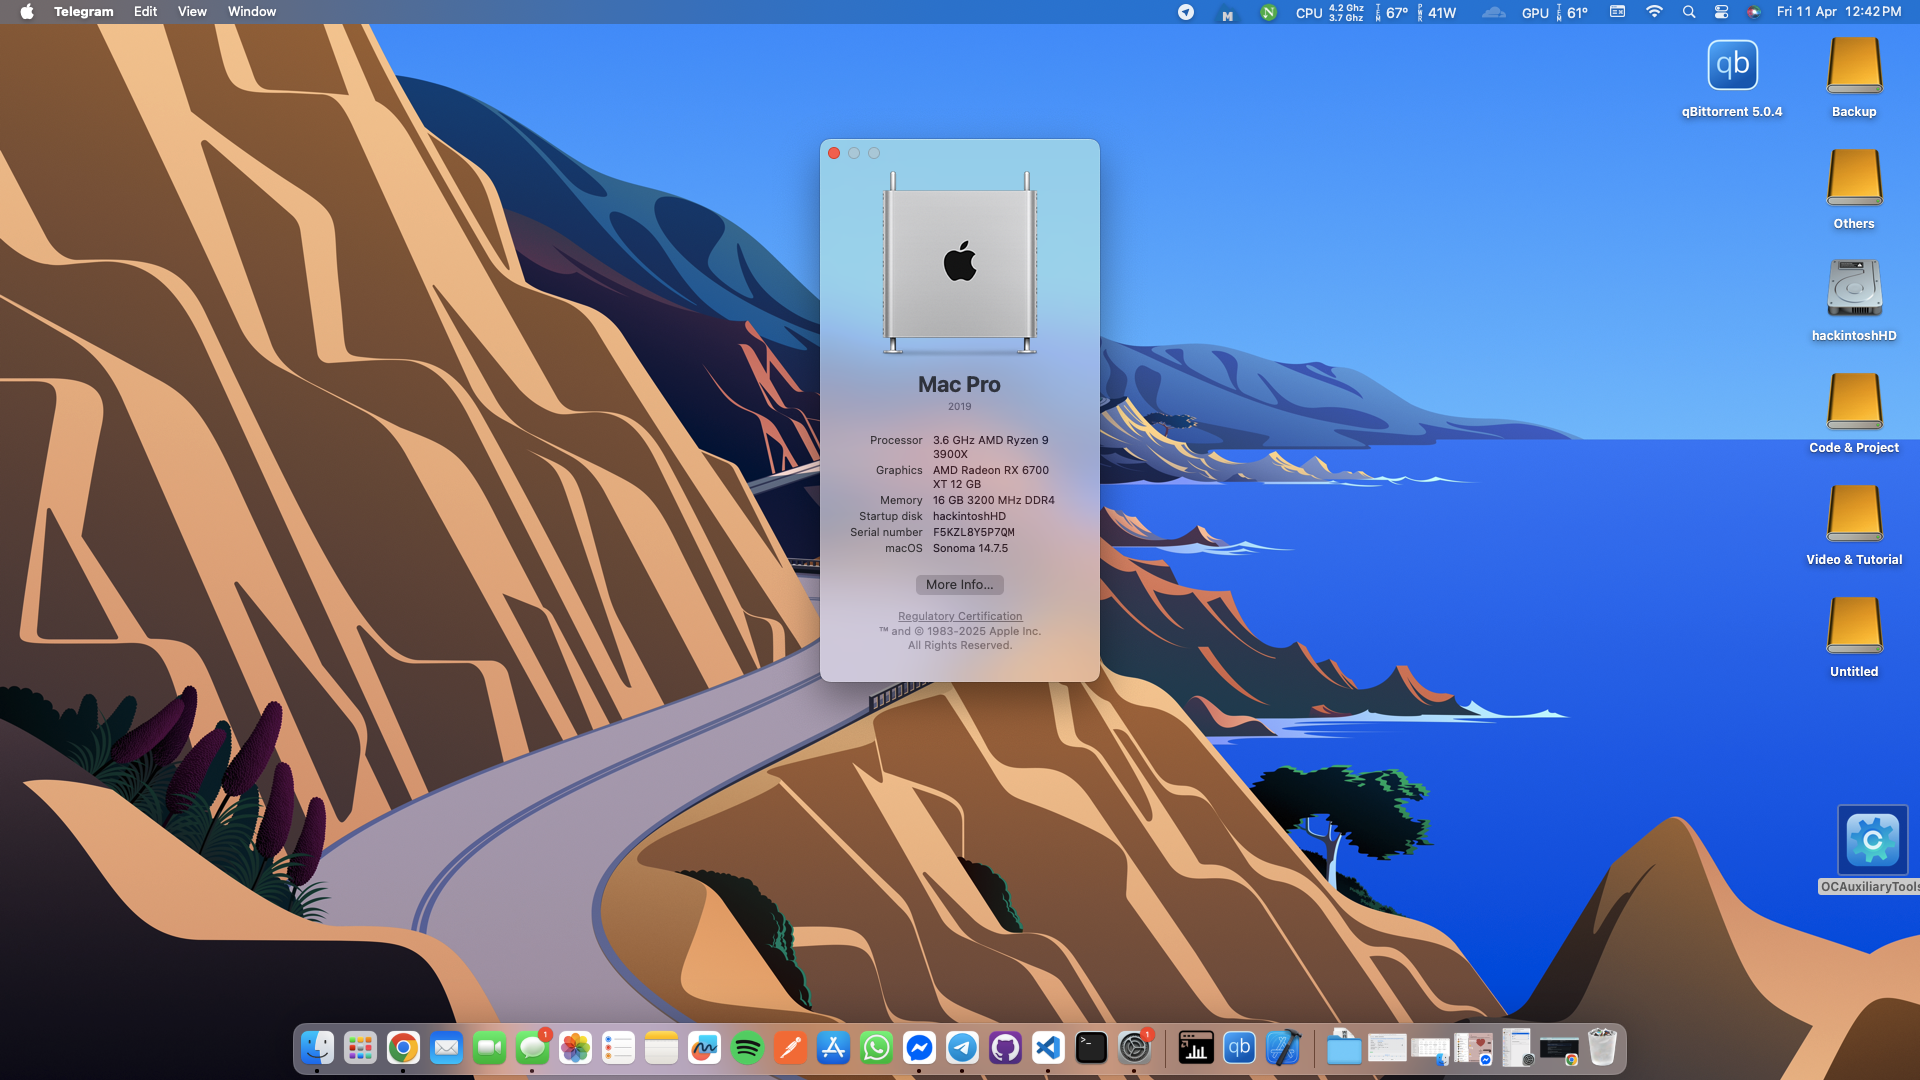 Telegram Edit View Window
CPU 4.2 Ghz 3.7 Ghz TEM 67° PWR 41W GPU TEM 61° Fri 11 Apr 12:42 PM
qb
qBittorrent 5.0.4
Backup
Others
hackintoshHD
Code & Project
Video & Tutorial
Untitled
OCAuxiliaryTools
Mac Pro
2019
Processor 3.6 GHz AMD Ryzen 9
3900X
Graphics AMD Radeon RX 6700
XT 12 GB
Memory 16 GB 3200 MHz DDR4
Startup disk hackintoshHD
Serial number F5KZL8Y5P7QM
macOS Sonoma 14.7.5
More Info...
Regulatory Certification
™ and © 1983-2025 Apple Inc.
All Rights Reserved.
1
1
qb